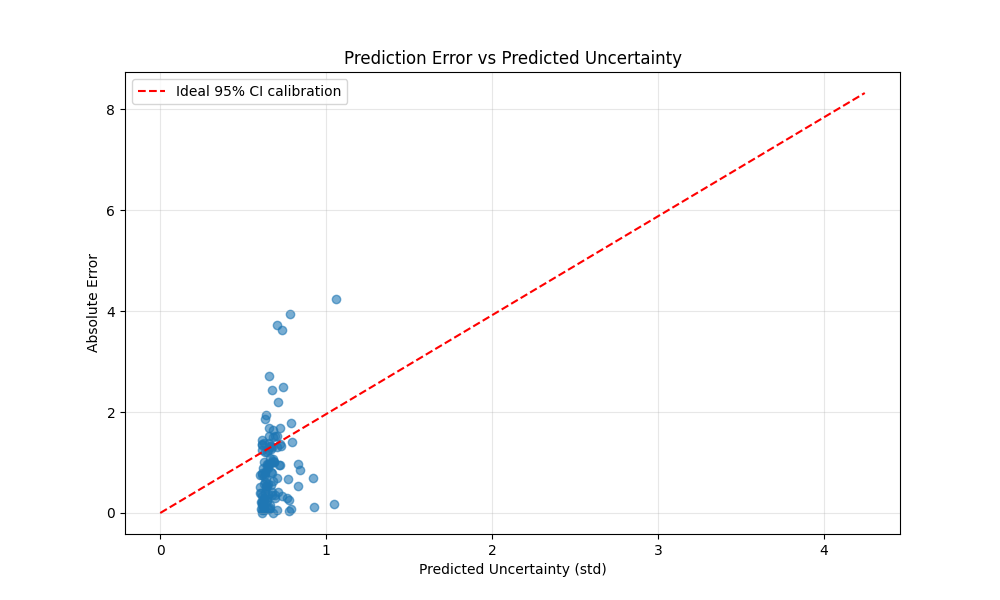 Prediction Error vs Predicted Uncertainty
Ideal 95% CI calibration
Absolute Error
8
6
4
2
0
0 1 2 3 4
Predicted Uncertainty (std)